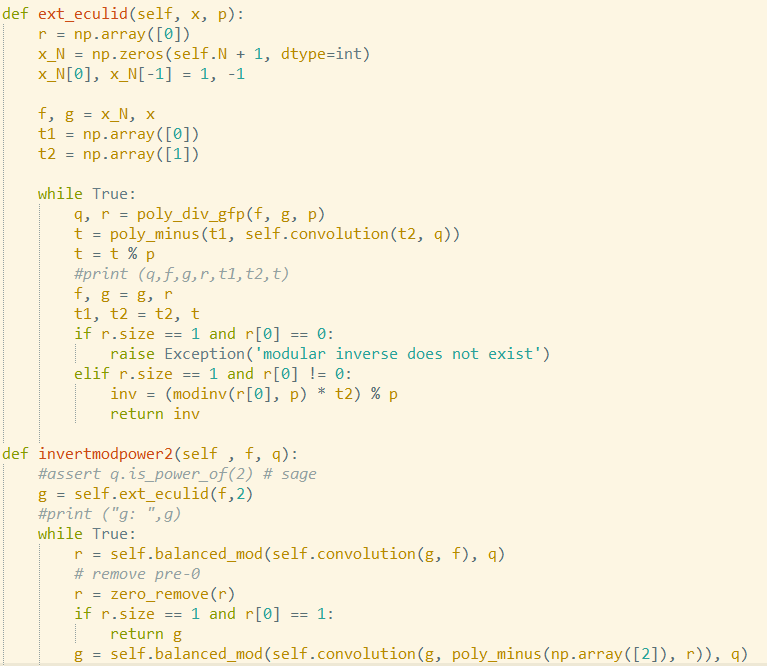 def ext_eculid(self, x, p):
    r = np.array([0])
    x_N = np.zeros(self.N + 1, dtype=int)
    x_N[0], x_N[-1] = 1, -1

    f, g = x_N, x
    t1 = np.array([0])
    t2 = np.array([1])

    while True:
        q, r = poly_div_gfp(f, g, p)
        t = poly_minus(t1, self.convolution(t2, q))
        t = t % p
        #print (q,f,g,r,t1,t2,t)
        f, g = g, r
        t1, t2 = t2, t
        if r.size == 1 and r[0] == 0:
            raise Exception('modular inverse does not exist')
        elif r.size == 1 and r[0] != 0:
            inv = (modinv(r[0], p) * t2) % p
            return inv

def invertmodpower2(self , f, q):
    #assert q.is_power_of(2) # sage
    g = self.ext_eculid(f,2)
    #print ("g: ",g)
    while True:
        r = self.balanced_mod(self.convolution(g, f), q)
        # remove pre-0
        r = zero_remove(r)
        if r.size == 1 and r[0] == 1:
            return g
        g = self.balanced_mod(self.convolution(g, poly_minus(np.array([2]), r)), q)